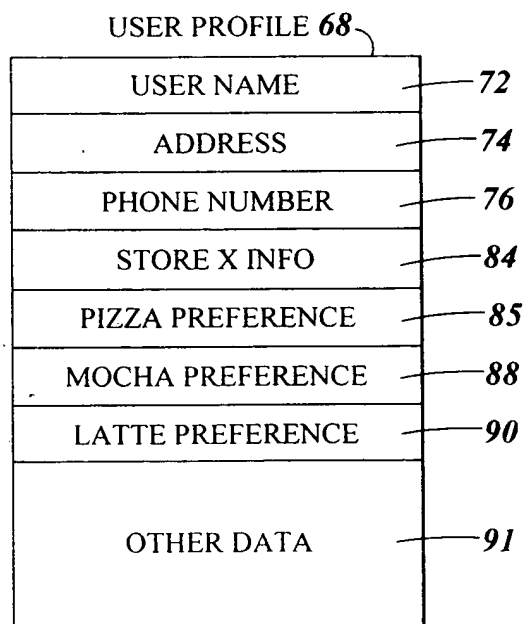 USER PROFILE 68
USER NAME 72
ADDRESS 74
PHONE NUMBER 76
STORE X INFO 84
PIZZA PREFERENCE 85
MOCHA PREFERENCE 88
LATTE PREFERENCE 90
OTHER DATA 91